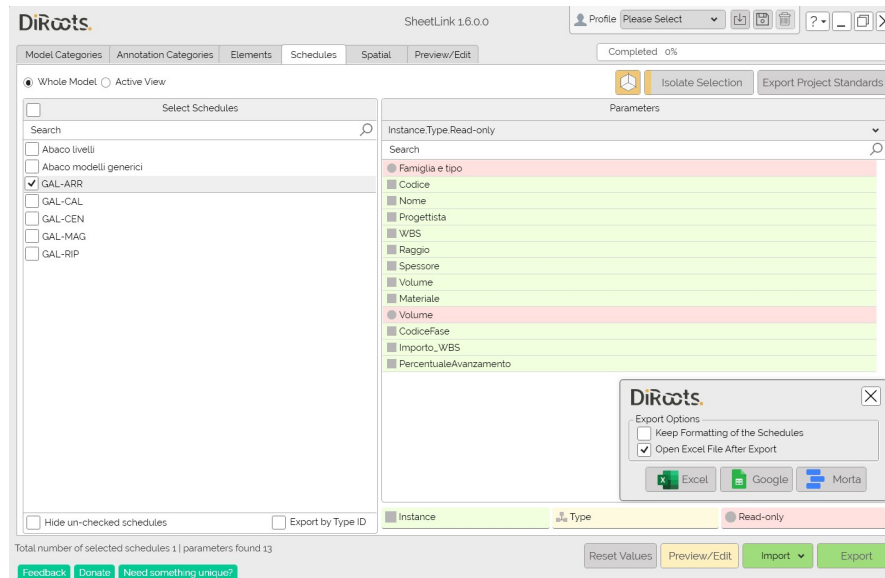 DiRoots.
SheetLink 1.6.0.0
Profile Please Select
?
Model Categories Annotation Categories Elements Schedules Spatial Preview/Edit
Completed 0%
Whole Model Active View
Isolate Selection Export Project Standards
Select Schedules
Parameters
Search
Instance,Type,Read-only
Search
Abaco livelli
Abaco modelli generici
GAL-ARR
GAL-CAL
GAL-CEN
GAL-MAG
GAL-RIP
Famiglia e tipo
Codice
Nome
Progettista
WBS
Raggio
Spessore
Volume
Materiale
Volume
CodiceFase
Importo_WBS
PercentualeAvanzamento
DiRoots.
Export Options
Keep Formatting of the Schedules
Open Excel File After Export
Excel Google Morta
Hide un-checked schedules Export by Type ID
Instance Type Read-only
Total number of selected schedules 1 | parameters found 13
Reset Values Preview/Edit Import Export
Feedback Donate Need something unique?